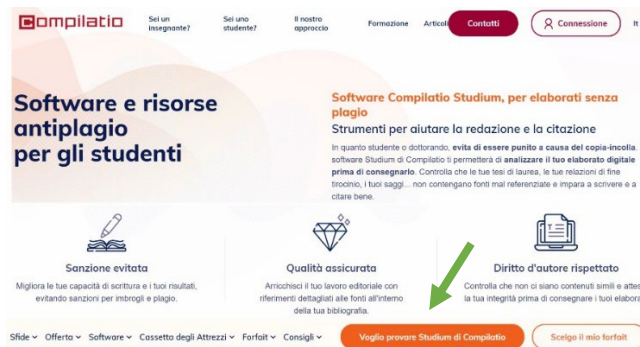 compilatio
Sei un insegnante?
Sei uno studente?
Il nostro approccio
Formazione
Articoli
Contatti
Connessione
It
Software e risorse
antiplagio
per gli studenti
Software Compilatio Studium, per elaborati senza
plagio
Strumenti per aiutare la redazione e la citazione
In quanto studente o dottorando, evita di essere punito a causa del copia-incolla.
software Studium di Compilatio ti permetterà di analizzare il tuo elaborato digitale
prima di consegnarlo. Controlla che le tue tesi di laurea, le tue relazioni di fine
tirocinio, i tuoi saggi... non contengano fonti mal referenziate e impara a scrivere e a
citare bene.
Sanzione evitata
Migliora le tue capacità di scrittura e i tuoi risultati,
evitando sanzioni per imbrogli e plagio.
Qualità assicurata
Arricchisci il tuo lavoro editoriale con
riferimenti dettagliati alle fonti all'interno
della tua bibliografia.
Diritto d'autore rispettato
Controlla che non ci siano contenuti simili e attes
la tua integrità prima di consegnare i tuoi elabora
Sfide
Offerta
Software
Cassetta degli Attrezzi
Forfait
Consigli
Voglio provare Studium di Compilatio
Scelgo il mio forfait